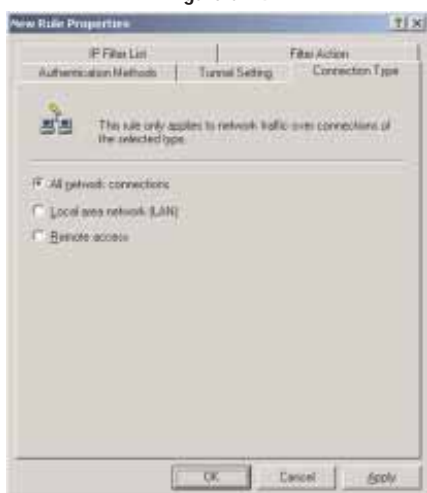 New Rule Properties
IP Filter List
Filter Action
Authentication Methods
Tunnel Setting
Connection Type
This rule only applies to network traffic over connections of
the selected type.
All network connections
Local area network (LAN)
Remote access
OK
Cancel
Apply